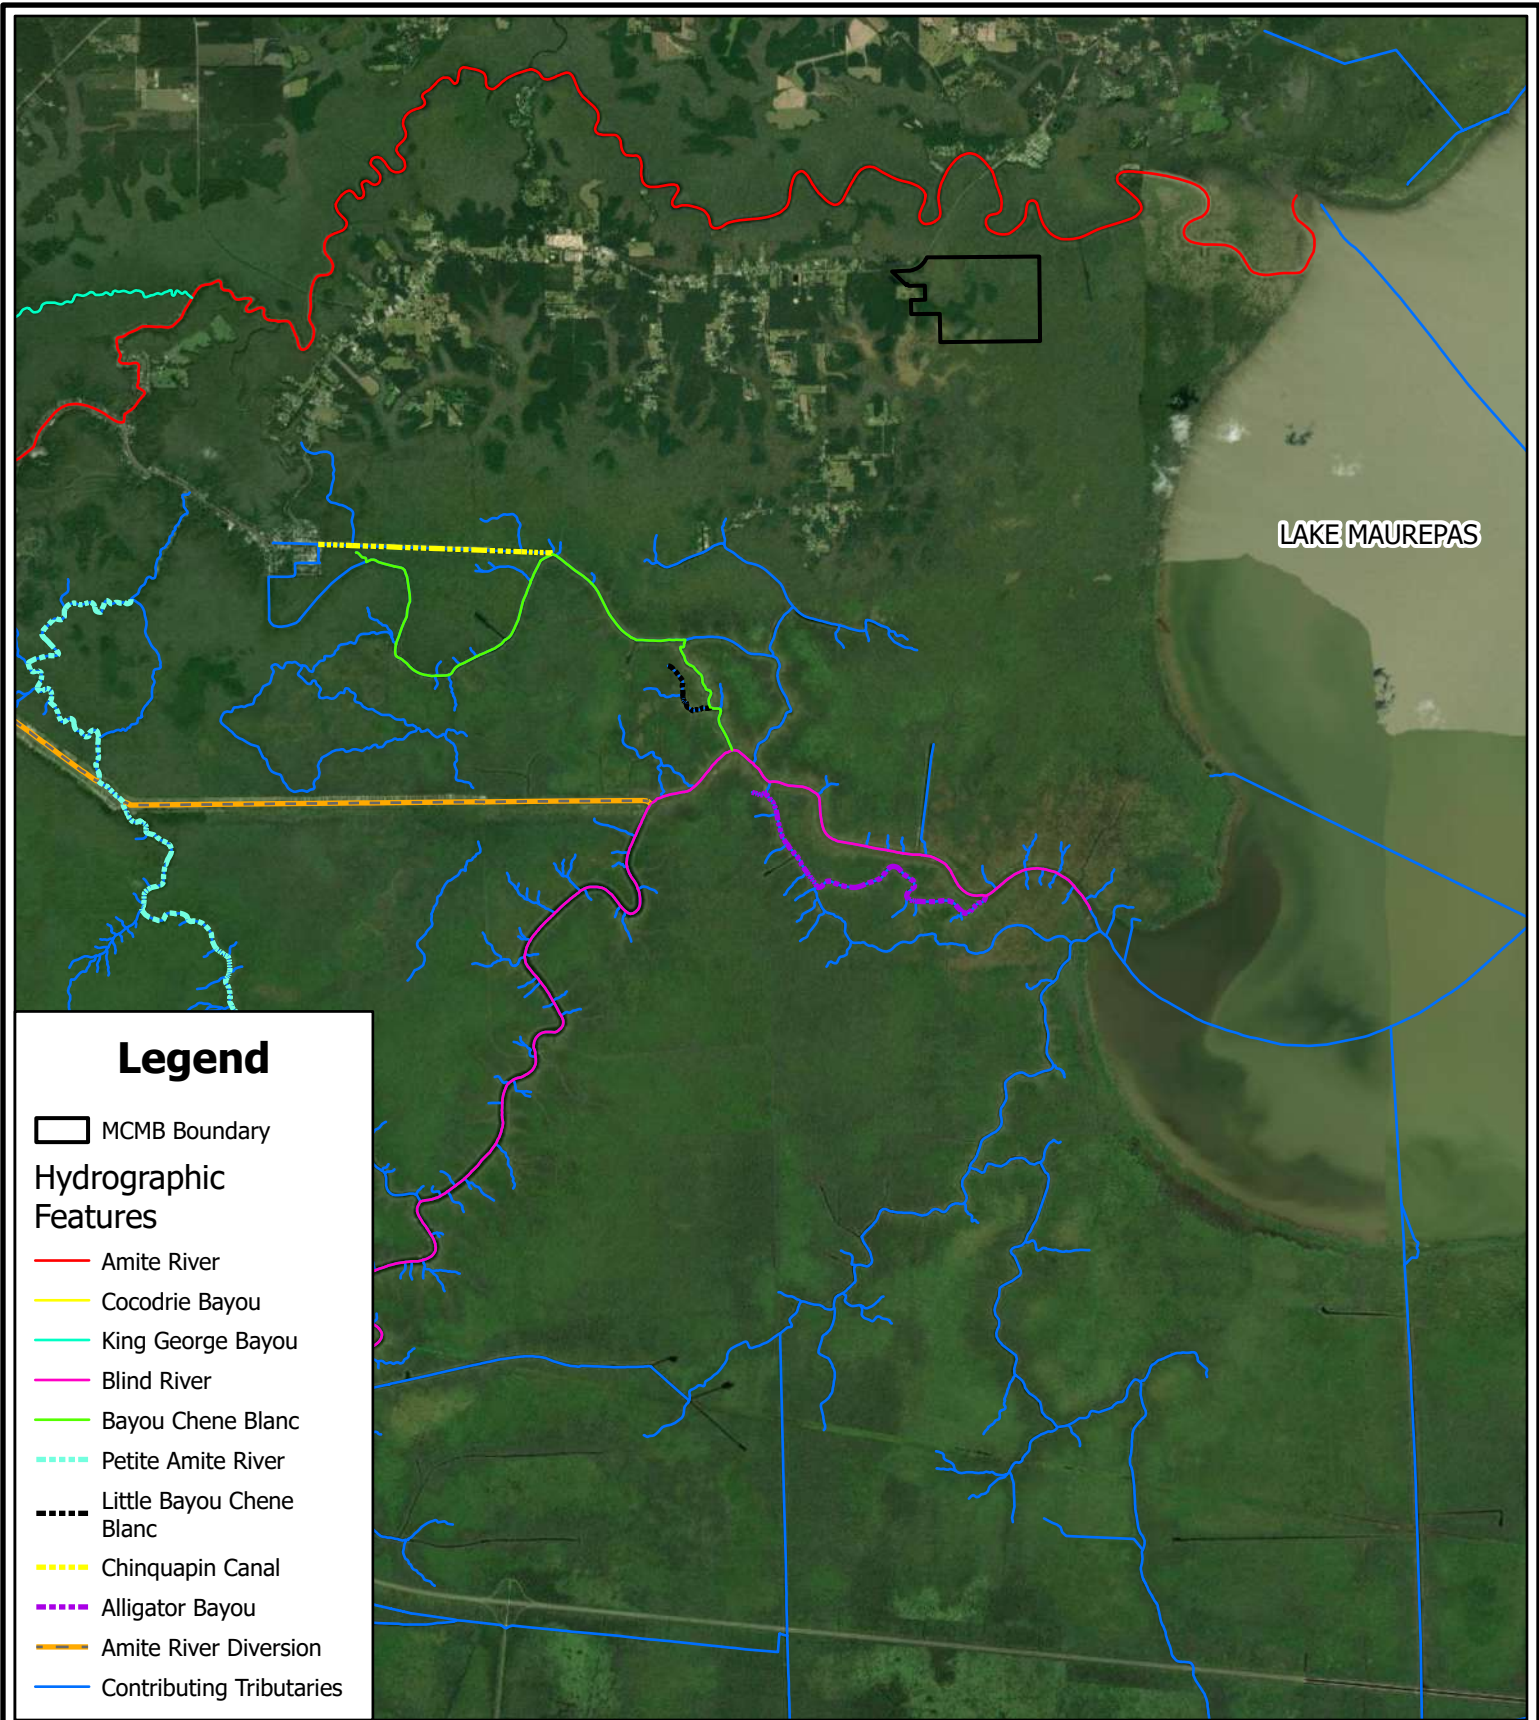 LAKE MAUREPAS
Legend
MCMB Boundary
Hydrographic
Features
Amite River
Cocodrie Bayou
King George Bayou
Blind River
Bayou Chene Blanc
Petite Amite River
Little Bayou Chene
Blanc
Chinquapin Canal
Alligator Bayou
Amite River Diversion
Contributing Tributaries